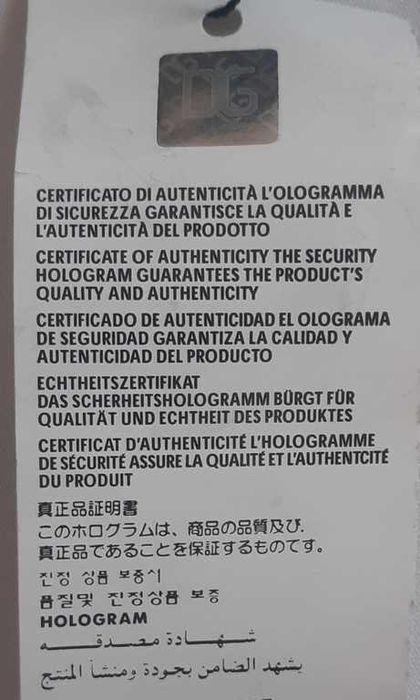 DG
CERTIFICATO DI AUTENTICITÀ L'OLOGRAMMA
DI SICUREZZA GARANTISCE LA QUALITÀ E
L'AUTENTICITÀ DEL PRODOTTO
CERTIFICATE OF AUTHENTICITY THE SECURITY
HOLOGRAM GUARANTEES THE PRODUCT'S
QUALITY AND AUTHENTICITY
CERTIFICADO DE AUTENTICIDAD EL OLOGRAMA
DE SEGURIDAD GARANTIZA LA CALIDAD Y
AUTENTICIDAD DEL PRODUCTO
ECHTHEITSZERTIFIKAT
DAS SCHERHEITSHOLOGRAMM BÜRGT FÜR
QUALITÄT UND ECHTHEIT DES PRODUKTES
CERTIFICAT D'AUTHENTICITÉ L'HOLOGRAMME
DE SÉCURITÉ ASSURE LA QUALITÉ ET L'AUTHENTCITÉ
DU PRODUIT
真正品証明書
このホログラムは、商品の品質及び.
真正品であることを保証するものてす。
진정 상품 보증시
품질및 진정상품 보증
HOLOGRAM
شهادة مصدقه
يشهد الضامن بجودة ومنشأ المنتج